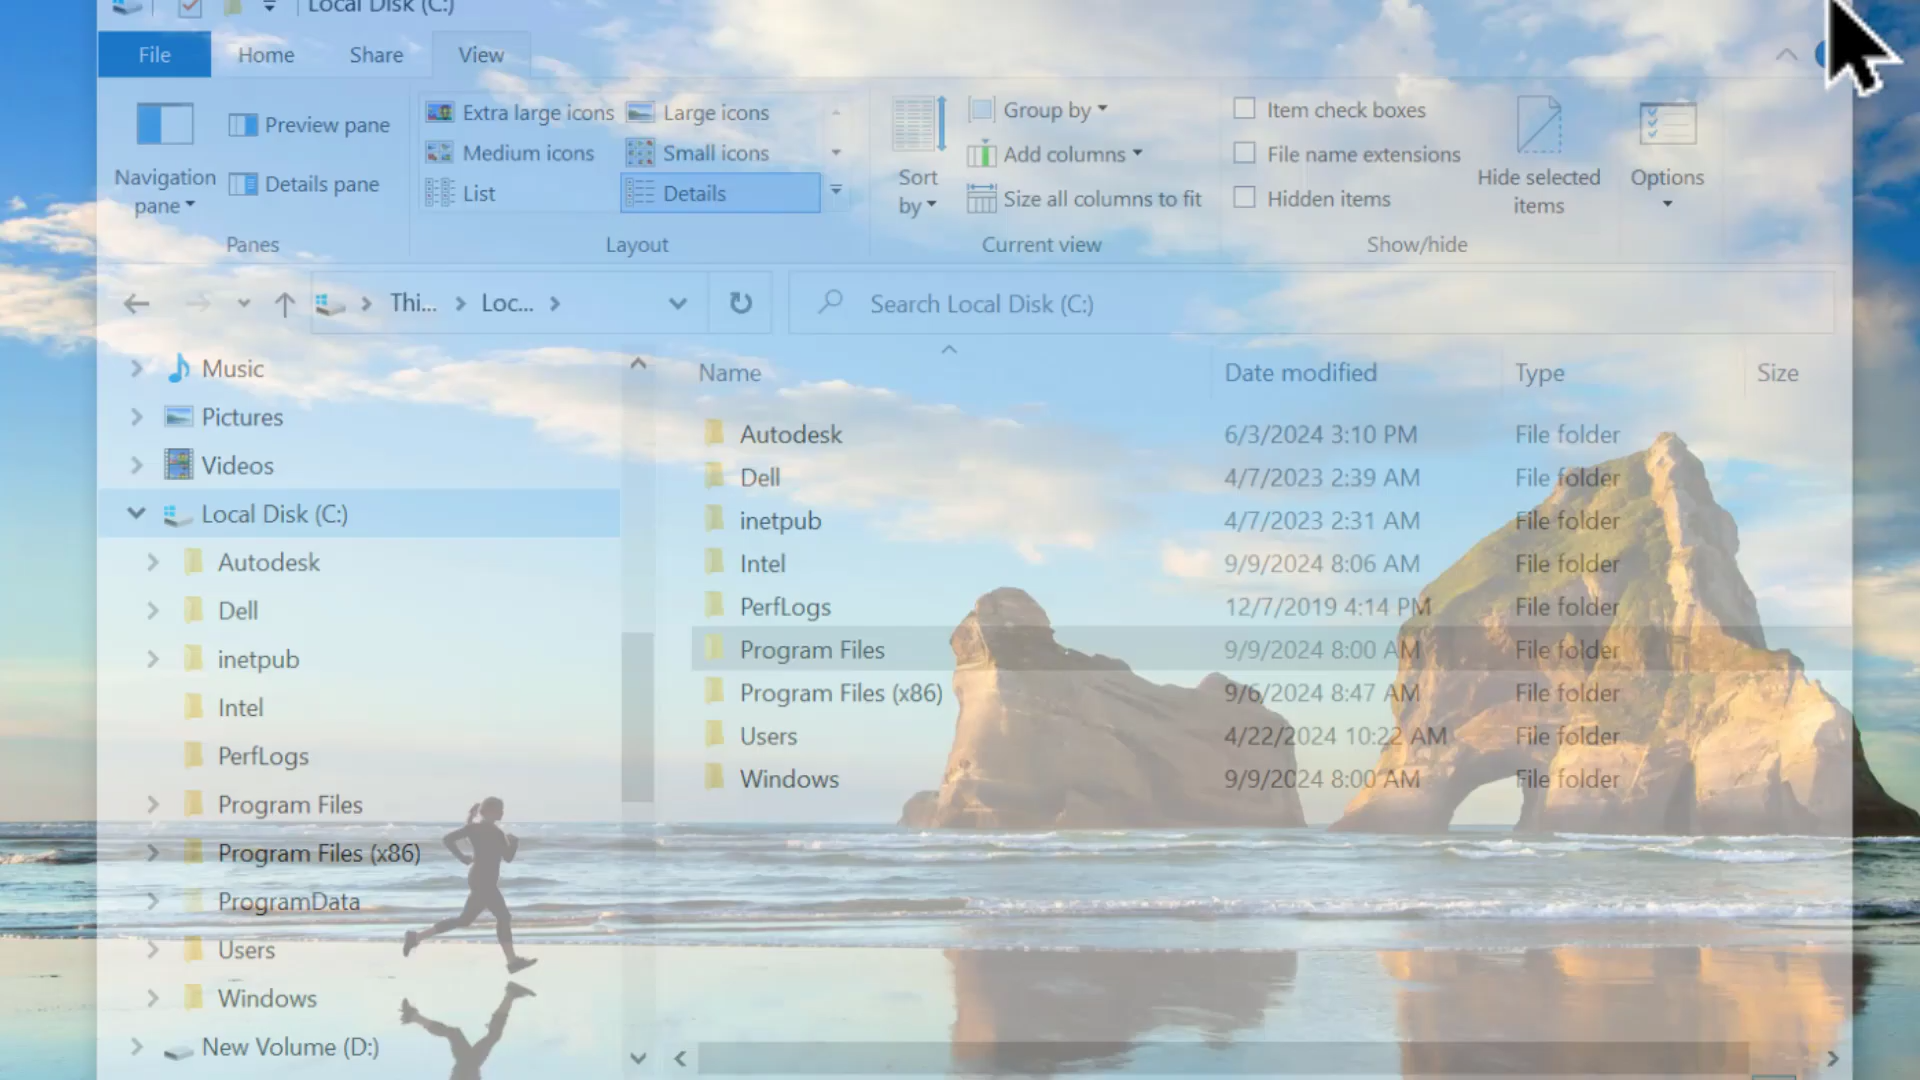 Local Disk (C:)
File Home Share View
Navigation pane
Preview pane
Details pane
Panes
Extra large icons Large icons
Medium icons Small icons
List Details
Layout
Sort by
Group by
Add columns
Size all columns to fit
Current view
Item check boxes
File name extensions
Hidden items
Hide selected items
Show/hide
Options
Thi... Loc...
Search Local Disk (C:)
Music
Pictures
Videos
Local Disk (C:)
Autodesk
Dell
inetpub
Intel
PerfLogs
Program Files
Program Files (x86)
ProgramData
Users
Windows
New Volume (D:)
Name Date modified Type Size
Autodesk 6/3/2024 3:10 PM File folder
Dell 4/7/2023 2:39 AM File folder
inetpub 4/7/2023 2:31 AM File folder
Intel 9/9/2024 8:06 AM File folder
PerfLogs 12/7/2019 4:14 PM File folder
Program Files 9/9/2024 8:00 AM File folder
Program Files (x86) 9/6/2024 8:47 AM File folder
Users 4/22/2024 10:22 AM File folder
Windows 9/9/2024 8:00 AM File folder